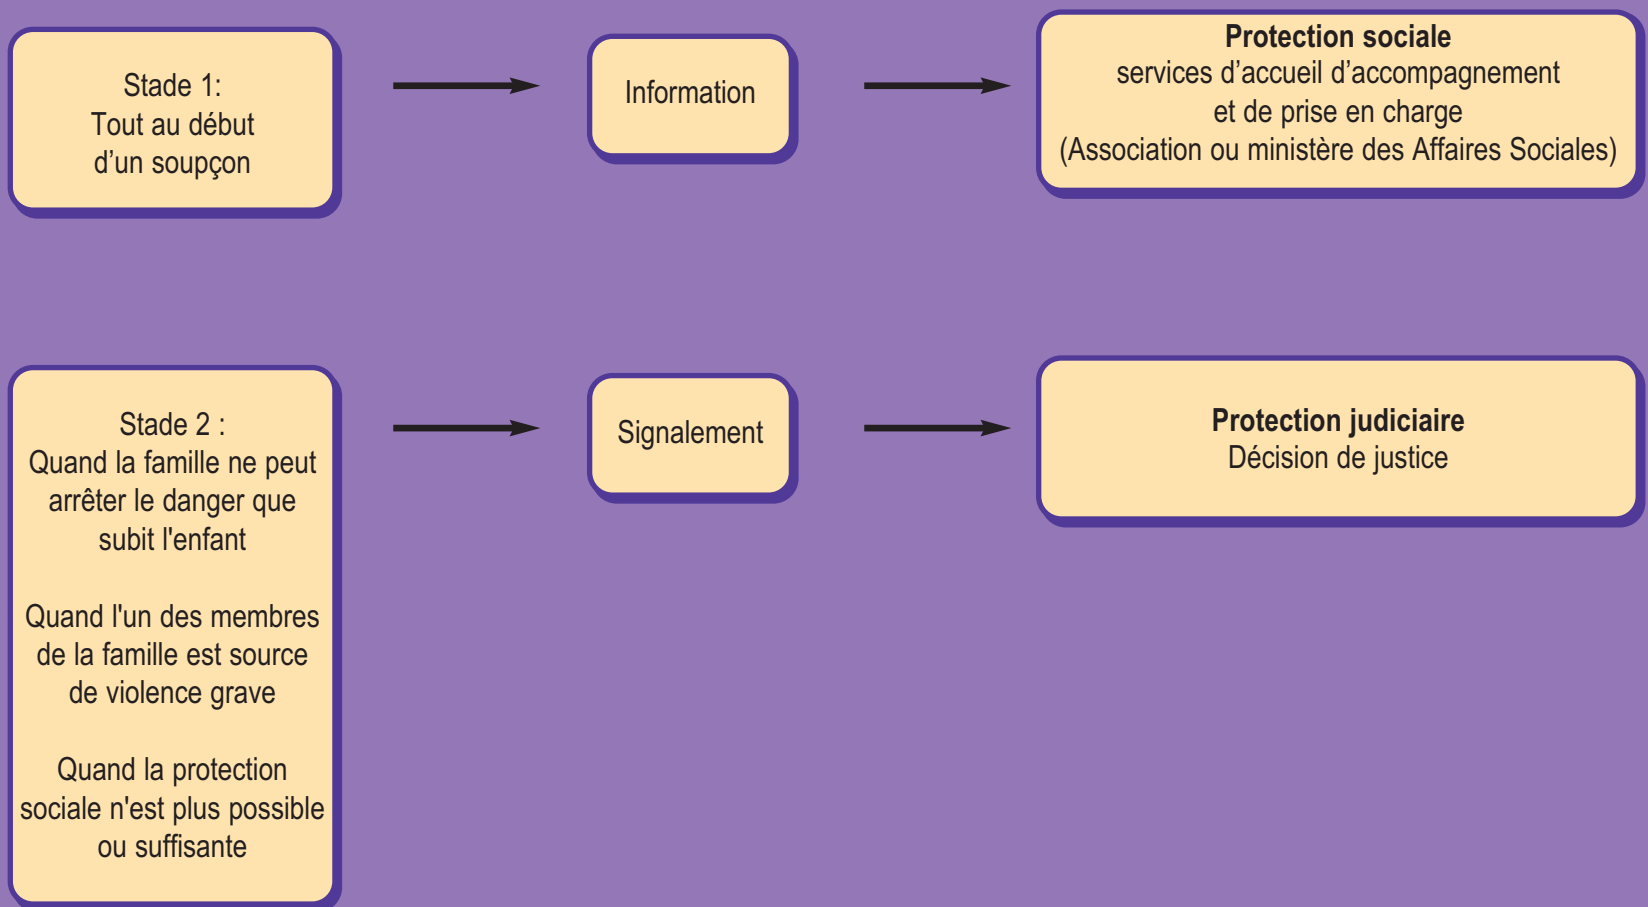 Stade 1:
Tout au début
d’un soupçon
Information
Protection sociale
services d’accueil d’accompagnement
et de prise en charge
(Association ou ministère des Affaires Sociales)
Stade 2 :
Quand la famille ne peut
arrêter le danger que
subit l'enfant
Quand l'un des membres
de la famille est source
de violence grave
Quand la protection
sociale n'est plus possible
ou suffisante
Signalement
Protection judiciaire
Décision de justice